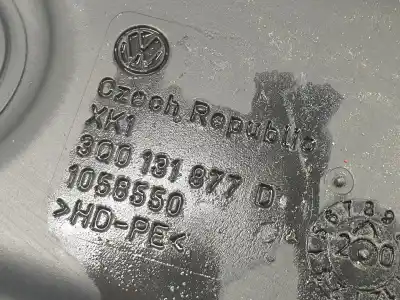 Czech Republic
XK1
3Q0 131 877 D
1058550
>HD-PE<